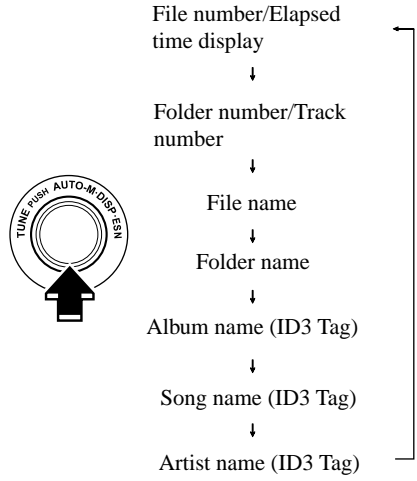 File number/Elapsed
time display
Folder number/Track
number
TUNE PUSH AUTO-M·DISP·ESN
File name
Folder name
Album name (ID3 Tag)
Song name (ID3 Tag)
Artist name (ID3 Tag)